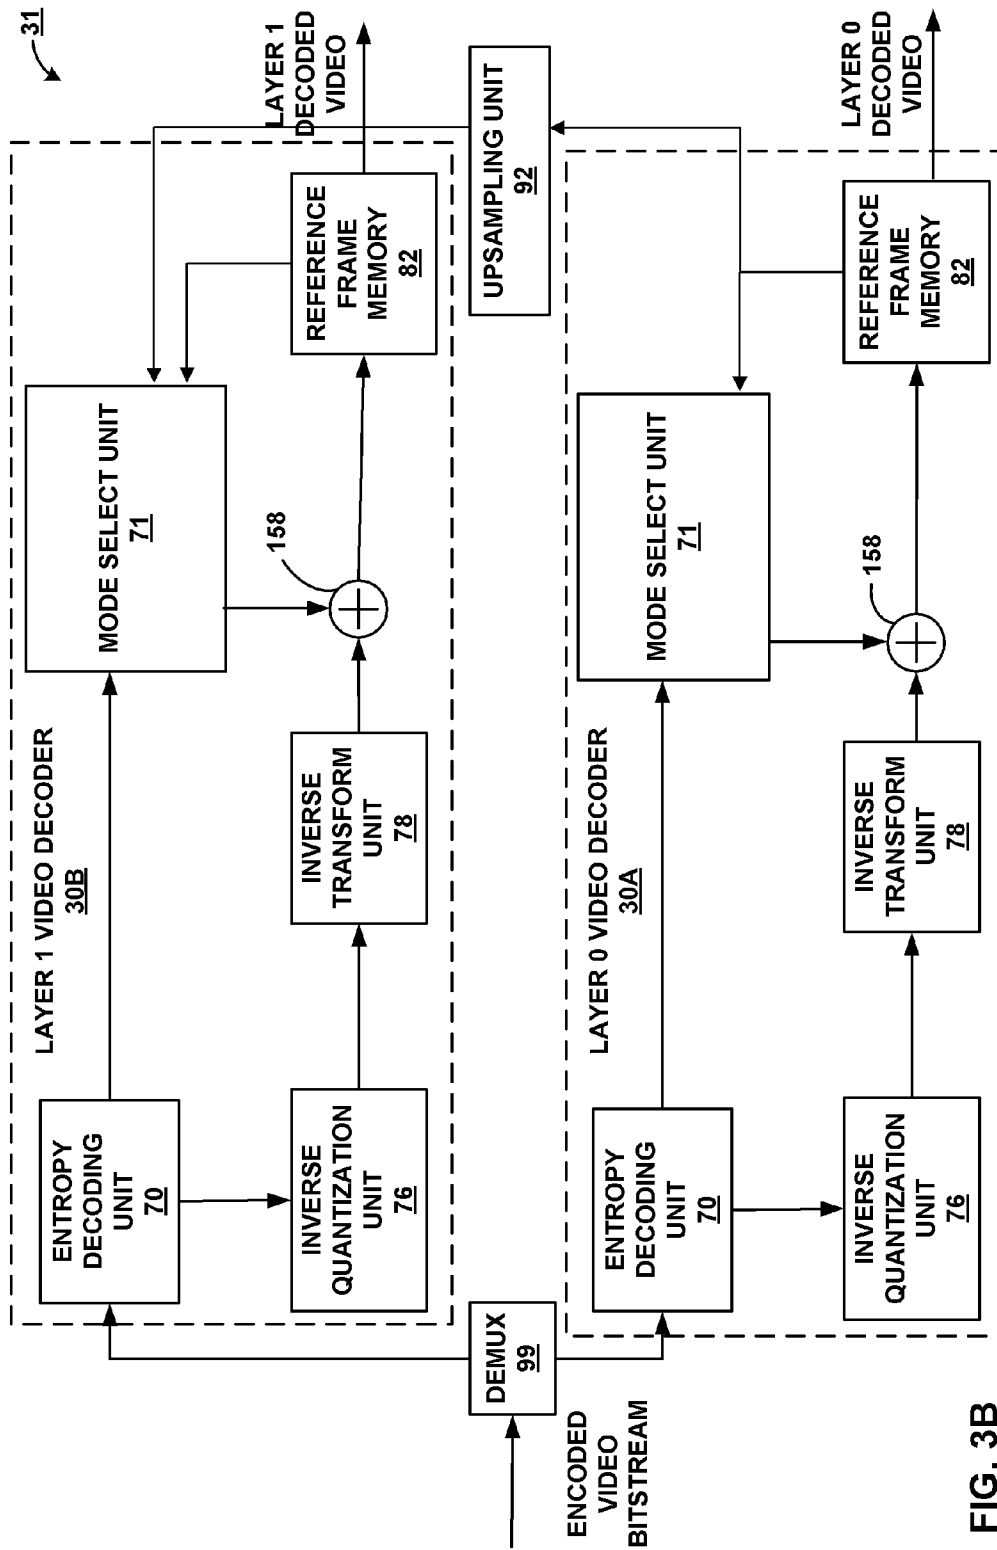 31
LAYER 1 VIDEO DECODER
30B
ENTROPY
DECODING
UNIT
70
MODE SELECT UNIT
71
INVERSE
QUANTIZATION
UNIT
76
INVERSE
TRANSFORM
UNIT
78
158
REFERENCE
FRAME
MEMORY
82
LAYER 1
DECODED
VIDEO
DEMUX
99
UPSAMPLING UNIT
92
ENCODED
VIDEO
BITSTREAM
LAYER 0 VIDEO DECODER
30A
ENTROPY
DECODING
UNIT
70
MODE SELECT UNIT
71
INVERSE
QUANTIZATION
UNIT
76
INVERSE
TRANSFORM
UNIT
78
158
REFERENCE
FRAME
MEMORY
82
LAYER 0
DECODED
VIDEO
FIG. 3B